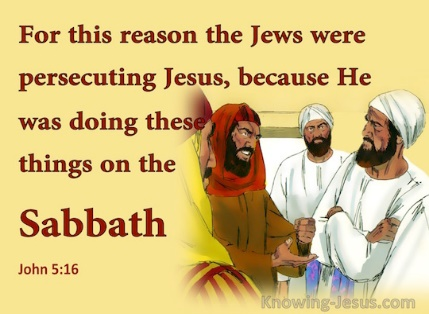 For this reason the Jews were
persecuting Jesus, because He
was doing these
things on the
Sabbath
John 5:16
Knowing-Jesus.com